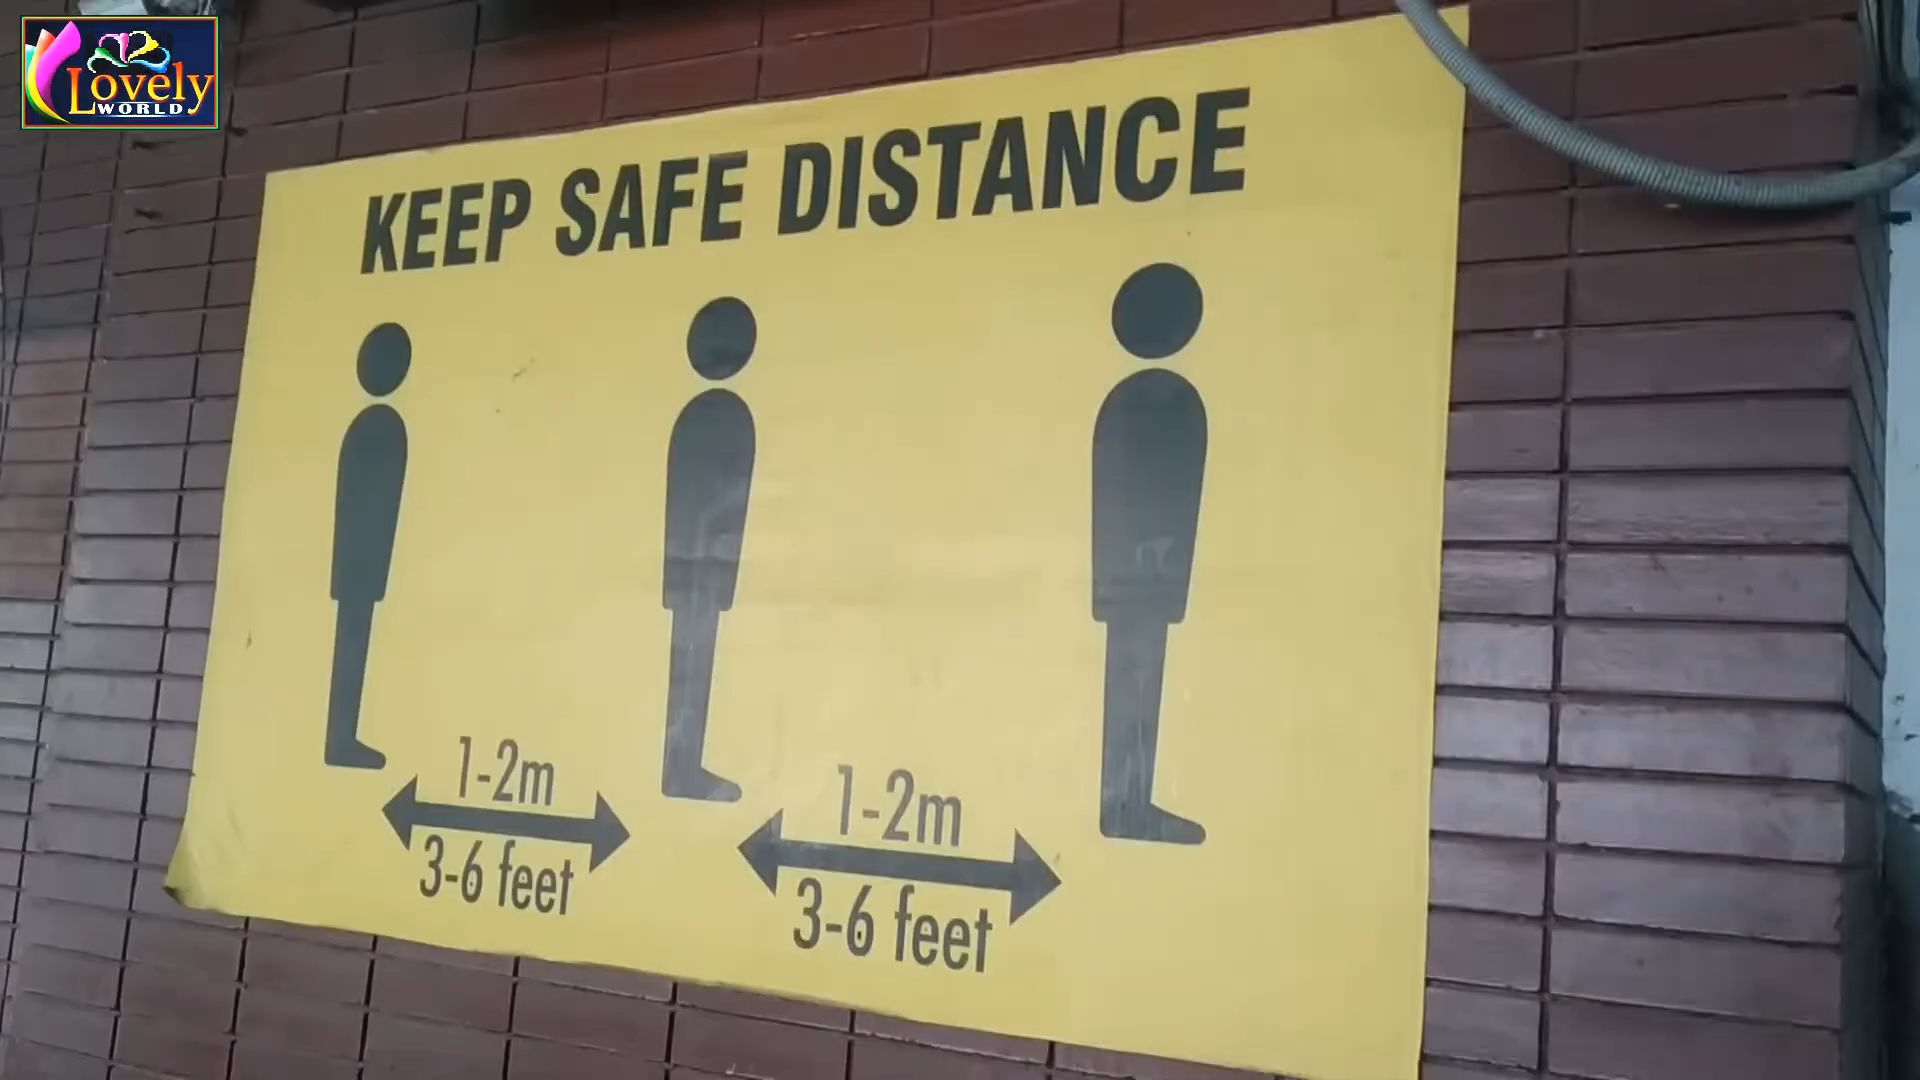 Lovely
WORLD
KEEP SAFE DISTANCE
1-2m
3-6 feet
1-2m
3-6 feet